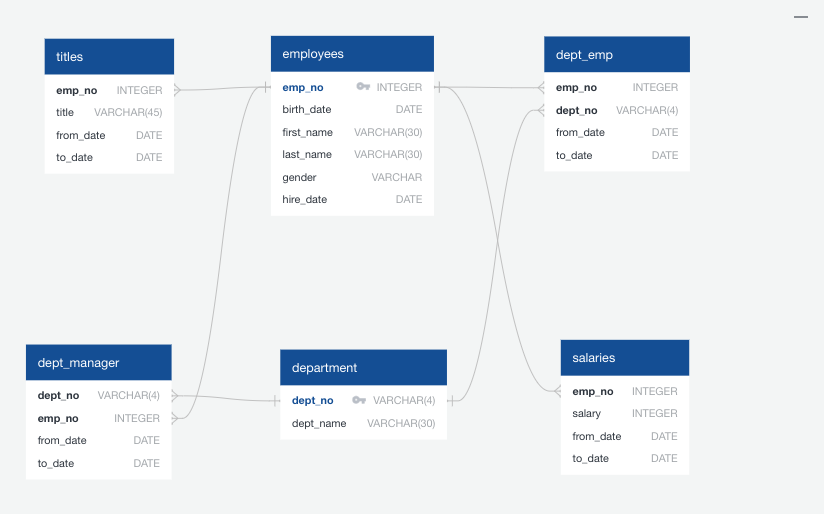 titles
emp_no INTEGER
title VARCHAR(45)
from_date DATE
to_date DATE
employees
emp_no INTEGER
birth_date DATE
first_name VARCHAR(30)
last_name VARCHAR(30)
gender VARCHAR
hire_date DATE
dept_emp
emp_no INTEGER
dept_no VARCHAR(4)
from_date DATE
to_date DATE
dept_manager
dept_no VARCHAR(4)
emp_no INTEGER
from_date DATE
to_date DATE
department
dept_no VARCHAR(4)
dept_name VARCHAR(30)
salaries
emp_no INTEGER
salary INTEGER
from_date DATE
to_date DATE